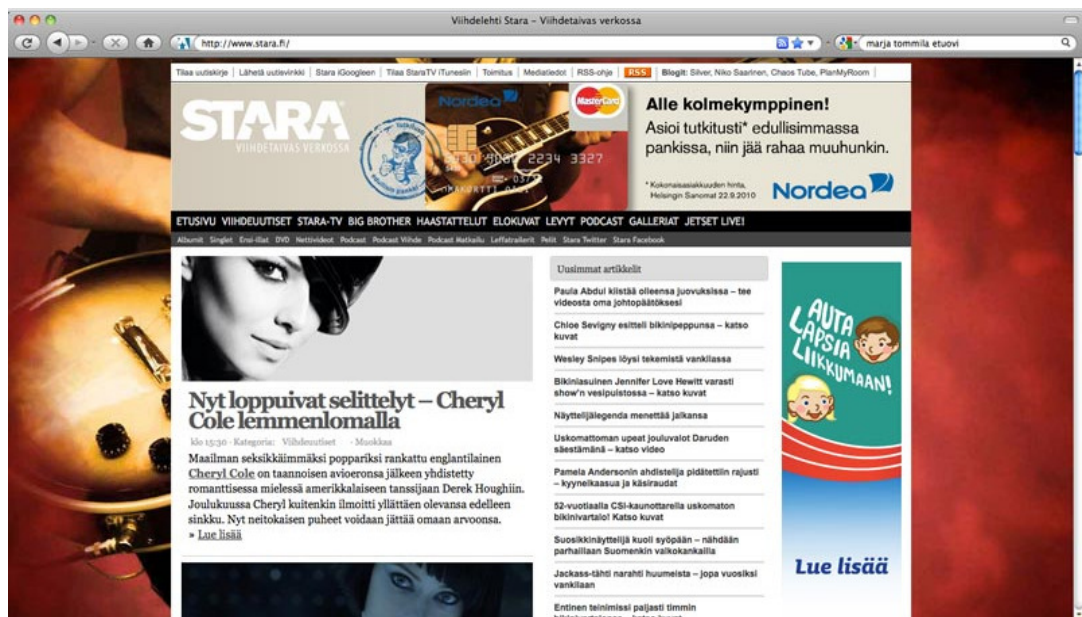 Viihdelehti Stara – Viihdetaivas verkossa
http://www.stara.fi/
marja tommila etuovi
Tilaa uutiskirje | Lähetä uutisvinkki | Stara iGoogleen | Tilaa StaraTV iTunesiin | Toimitus | Mediatiedot | RSS-ohje | RSS | Blogit: Silver, Niko Saarinen, Chaos Tube, PlanMyRoom |
STARA
VIIHDETAIVAS VERKOSSA
Nordea
MasterCard
2234 3327
Alle kolmekymppinen!
Asioi tutkitusti* edullisimmassa
pankissa, niin jää rahaa muuhunkin.
* Kokonaisasiakkuuden hinta,
Helsingin Sanomat 22.9.2010
Nordea
ETUSIVU VIIHDEUUTISET STARA-TV BIG BROTHER HAASTATTELUT ELOKUVAT LEVYT PODCAST GALLERIAT JETSET LIVE!
Albumit Singlet Ensi-illat DVD Nettivideot Podcast Podcast Viihde Podcast Matkailu Leffatrailerit Pelit Stara Twitter Stara Facebook
Nyt loppuivat selittelyt – Cheryl
Cole lemmenlomalla
klo 15:30 · Kategoria: Viihdeuutiset · Muokkaa
Maailman seksikkäimmäksi poppariksi rankattu englantilainen
Cheryl Cole on taannoisen avioeronsa jälkeen yhdistetty
romanttisessa mielessä amerikkalaiseen tanssijaan Derek Houghiin.
Joulukuussa Cheryl kuitenkin ilmoitti yllättäen olevansa edelleen
sinkku. Nyt neitokaisen puheet voidaan jättää omaan arvoonsa.
» Lue lisää
Uusimmat artikkelit
Paula Abdul kiistää olleensa juovuksissa – tee
videosta oma johtopäätöksesi
Chloe Sevigny esitteli bikinipeppunsa – katso
kuvat
Wesley Snipes löysi tekemistä vankilassa
Bikiniasuinen Jennifer Love Hewitt varasti
show'n vesipuistossa – katso kuvat
Näyttelijälegenda menettää jalkansa
Uskomattoman upeat jouluvalot Daruden
säestämänä – katso video
Pamela Andersonin ahdistelija pidätettiin rajusti
– kyynelkaasua ja käsiraudat
52-vuotiaalla CSI-kaunottarella uskomaton
bikinivartalo! Katso kuvat
Suosikkinäyttelijä kuoli syöpään – nähdään
parhaillaan Suomenkin valkokankailla
Jackass-tähti narahti huumeista – jopa vuosiksi
vankilaan
Entinen teinimissi paljasti timmin
AUTA
LAPSIA
LIIKKUMAAN!
Lue lisää